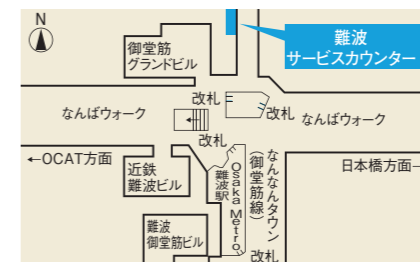 N
難波
サービスカウンター
御堂筋
グランドビル
改札
改札
なんばウォーク
なんばウォーク
改札
←OCAT方面
近鉄
難波ビル
Osaka Metro
難波駅
(御堂筋線)
なんなんタウン
日本橋方面→
難波
御堂筋ビル
改札